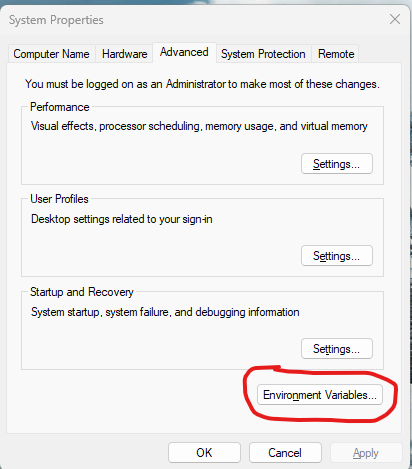 System Properties
Computer Name Hardware Advanced System Protection Remote
You must be logged on as an Administrator to make most of these changes.
Performance
Visual effects, processor scheduling, memory usage, and virtual memory
Settings...
User Profiles
Desktop settings related to your sign-in
Settings...
Startup and Recovery
System startup, system failure, and debugging information
Settings...
Environment Variables...
OK Cancel Apply